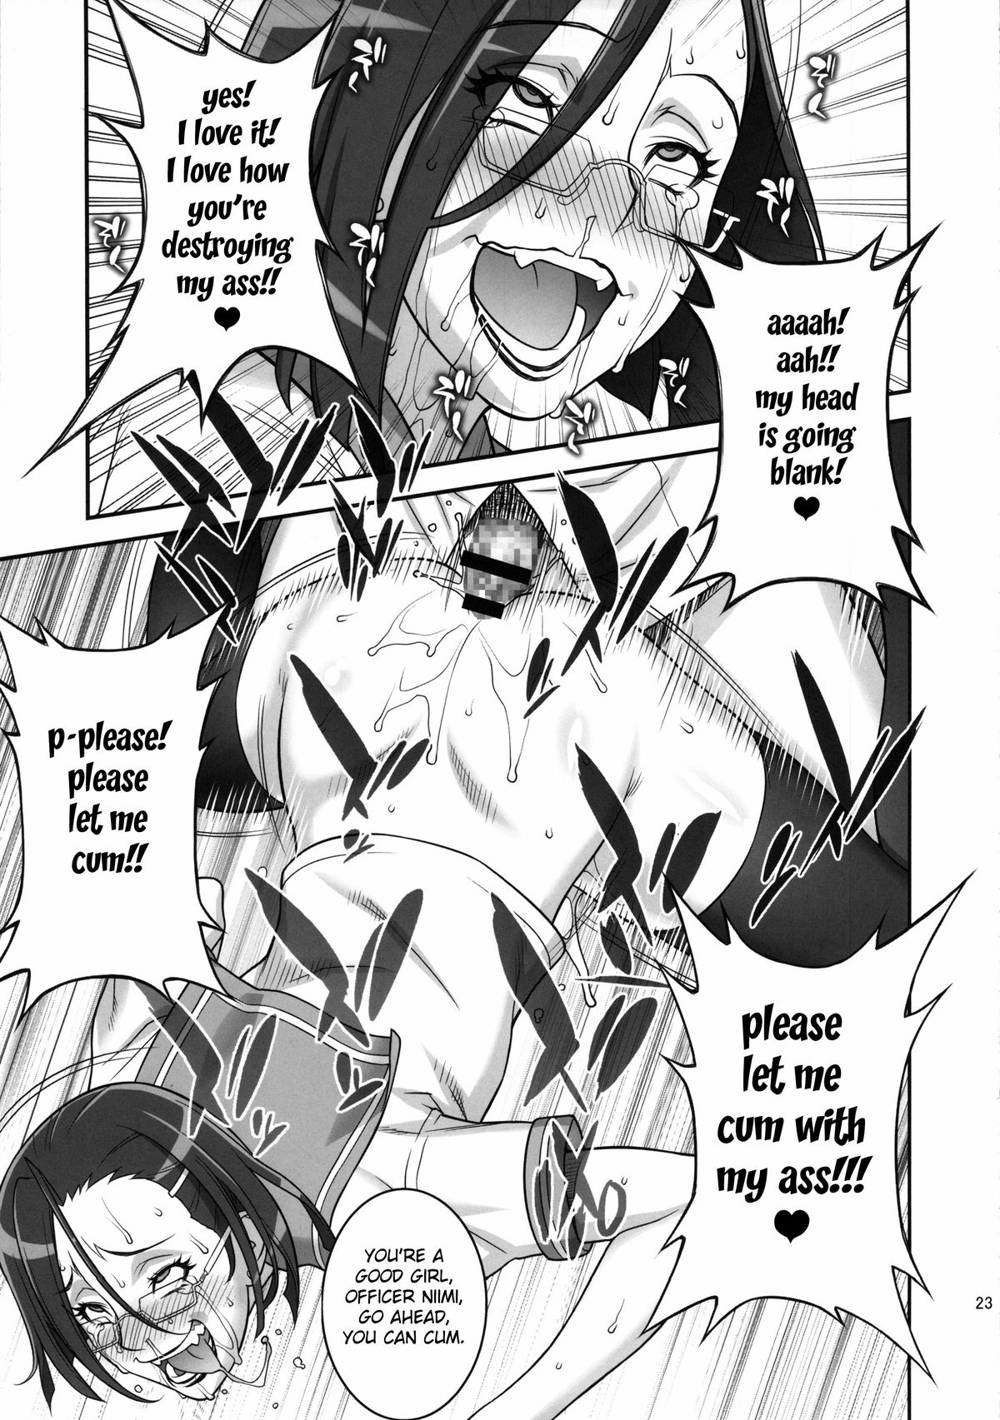 yes!
I love it!
I love how
you're
destroying
my ass!!
aaaah!
aah!!
my head
is going
blank!
p-please!
please
let me
cum!!
please
let me
cum with
my ass!!!
YOU'RE A
GOOD GIRL,
OFFICER NIIMI,
GO AHEAD,
YOU CAN CUM.
23